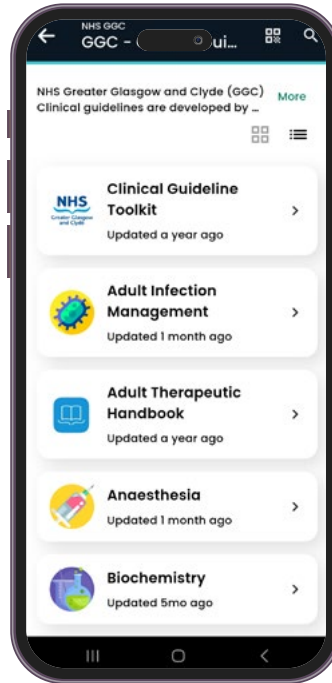 NHS GGC
GGC - ui...
NHS Greater Glasgow and Clyde (GGC)
Clinical guidelines are developed by ...
More
NHS
Greater Glasgow
and Clyde
Clinical Guideline
Toolkit
Updated a year ago
Adult Infection
Management
Updated 1 month ago
Adult Therapeutic
Handbook
Updated a year ago
Anaesthesia
Updated 1 month ago
Biochemistry
Updated 5mo ago